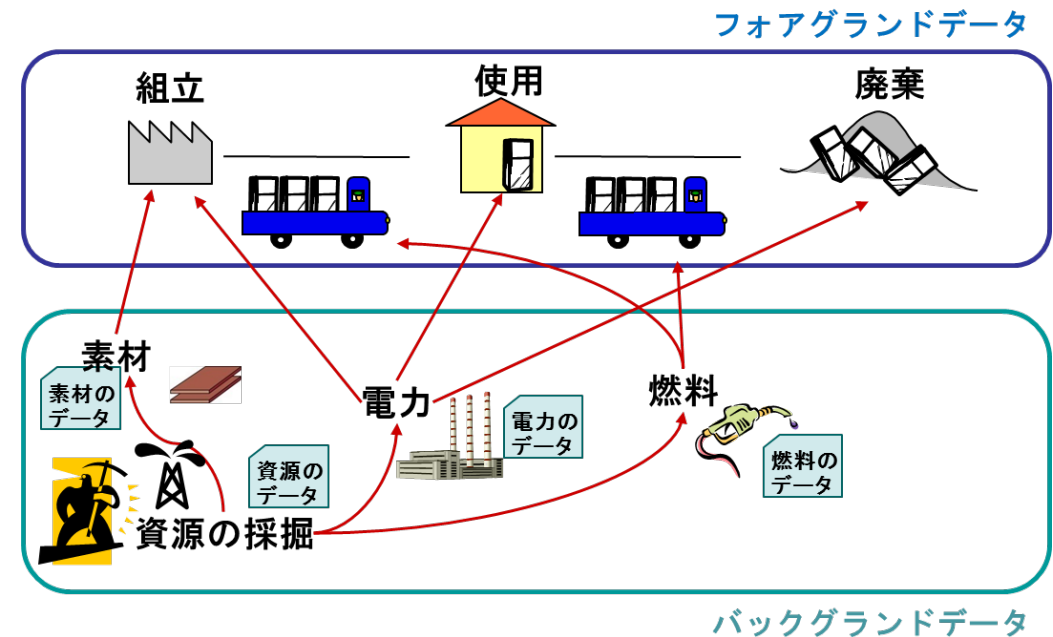 フォアグランドデータ
組立
使用
廃棄
素材
素材の
データ
電力
電力の
データ
燃料
燃料の
データ
資源の
データ
資源の採掘
バックグランドデータ